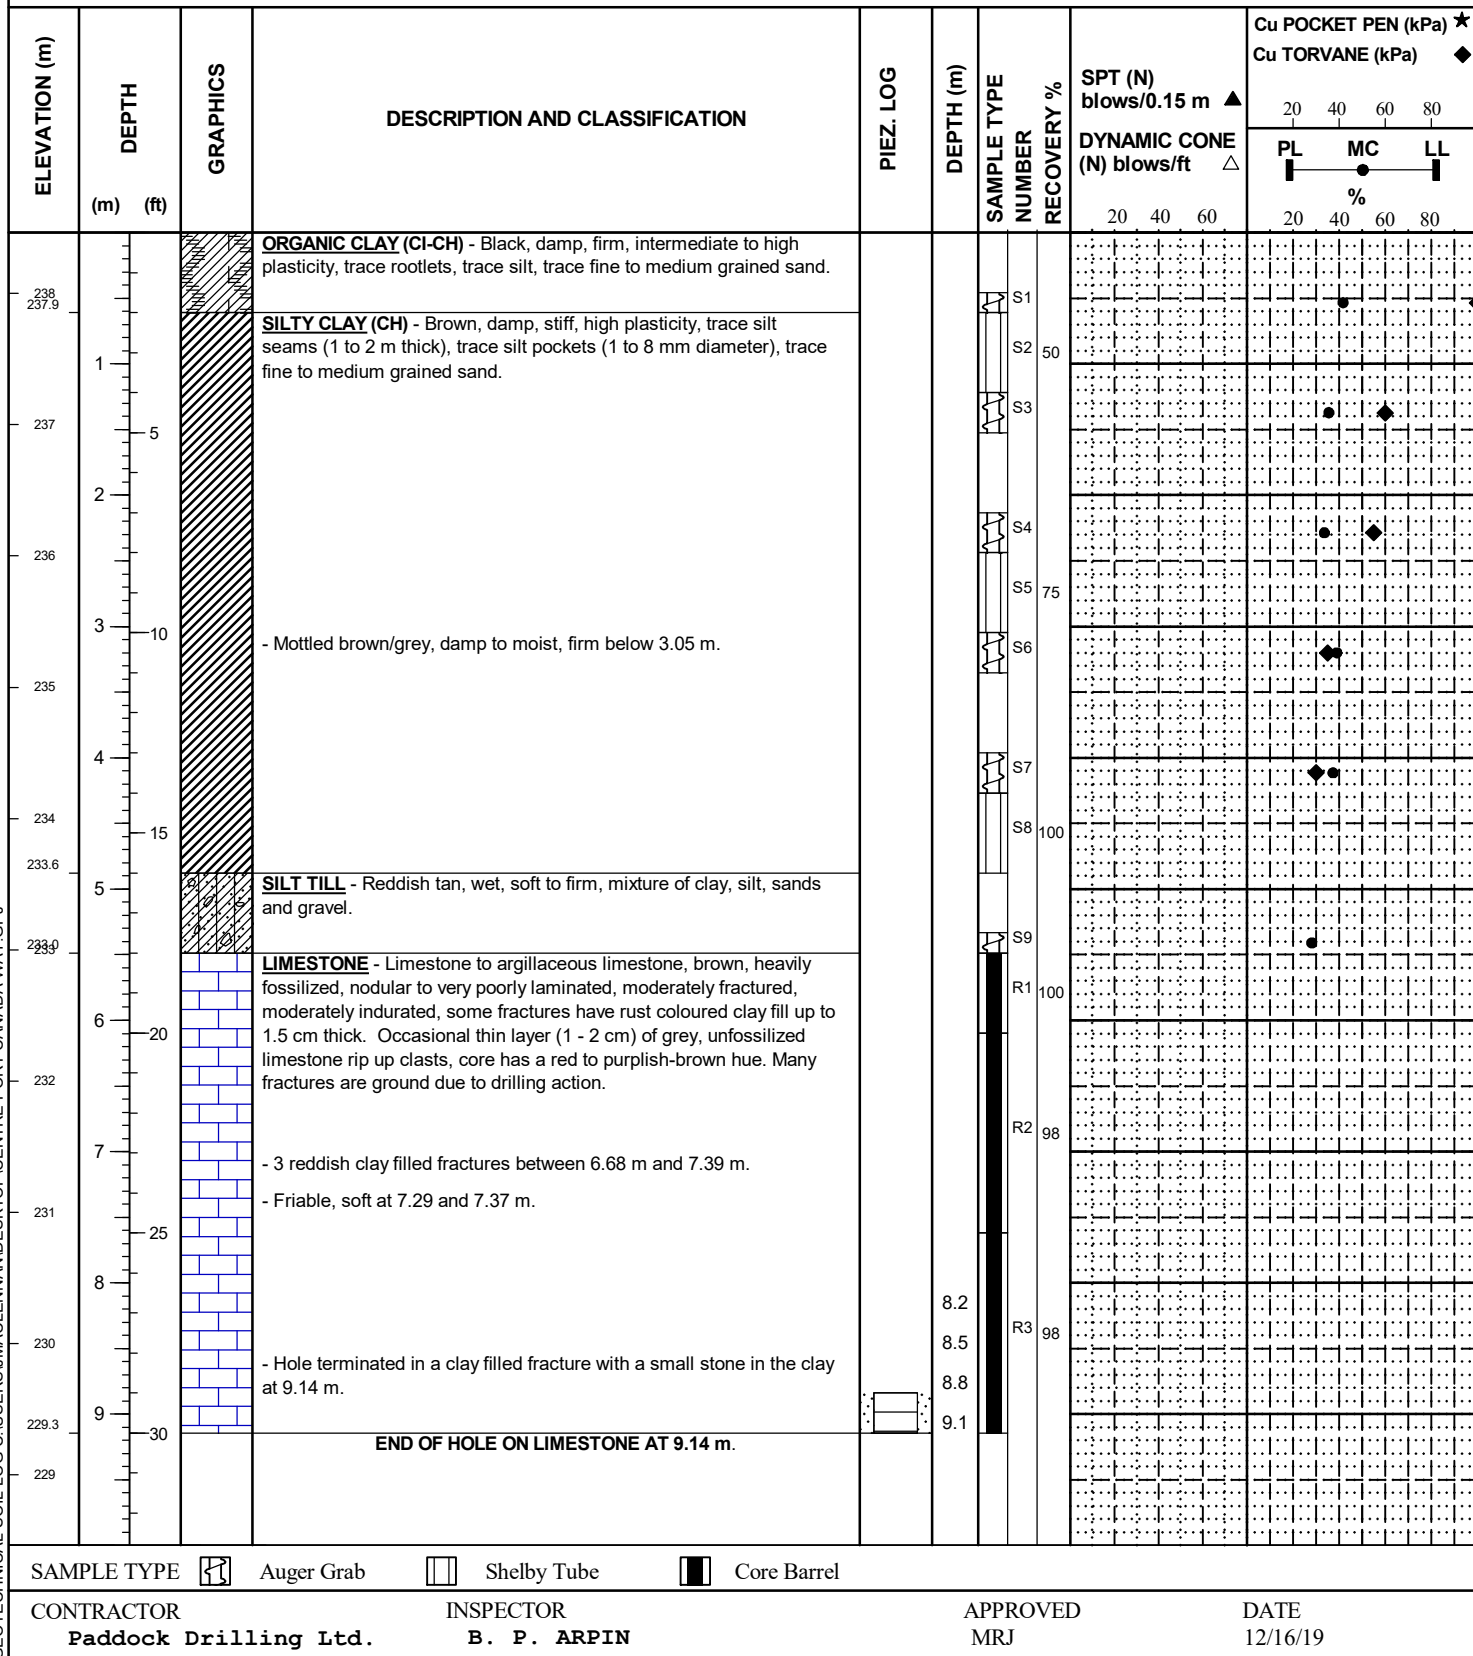 ELEVATION (m)
DEPTH
(m) (ft)
GRAPHICS
DESCRIPTION AND CLASSIFICATION
PIEZ. LOG
DEPTH (m)
SAMPLE TYPE
NUMBER
RECOVERY %
SPT (N)
blows/0.15 m ▲
DYNAMIC CONE
(N) blows/ft △
20 40 60
Cu POCKET PEN (kPa) ★
Cu TORVANE (kPa) ◆
20 40 60 80
PL MC LL
%
20 40 60 80
ORGANIC CLAY (CI-CH) - Black, damp, firm, intermediate to high
plasticity, trace rootlets, trace silt, trace fine to medium grained sand.
238
S1
237.9
SILTY CLAY (CH) - Brown, damp, stiff, high plasticity, trace silt
seams (1 to 2 m thick), trace silt pockets (1 to 8 mm diameter), trace
S2 50
1
fine to medium grained sand.
S3
237
5
2
S4
236
S5 75
3
10
- Mottled brown/grey, damp to moist, firm below 3.05 m.
S6
235
4
S7
234
15
S8 100
233.6
5
SILT TILL - Reddish tan, wet, soft to firm, mixture of clay, silt, sands
and gravel.
S9
233.0
233
LIMESTONE - Limestone to argillaceous limestone, brown, heavily
fossilized, nodular to very poorly laminated, moderately fractured,
R1 100
moderately indurated, some fractures have rust coloured clay fill up to
6
20
1.5 cm thick. Occasional thin layer (1 - 2 cm) of grey, unfossilized
limestone rip up clasts, core has a red to purplish-brown hue. Many
232
fractures are ground due to drilling action.
R2 98
7
- 3 reddish clay filled fractures between 6.68 m and 7.39 m.
- Friable, soft at 7.29 and 7.37 m.
231
25
8
8.2
R3 98
230
8.5
- Hole terminated in a clay filled fracture with a small stone in the clay
at 9.14 m.
8.8
9
9.1
229.3
30
END OF HOLE ON LIMESTONE AT 9.14 m.
229
SAMPLE TYPE Auger Grab Shelby Tube Core Barrel
CONTRACTOR
Paddock Drilling Ltd.
INSPECTOR
B. P. ARPIN
APPROVED
MRJ
DATE
12/16/19